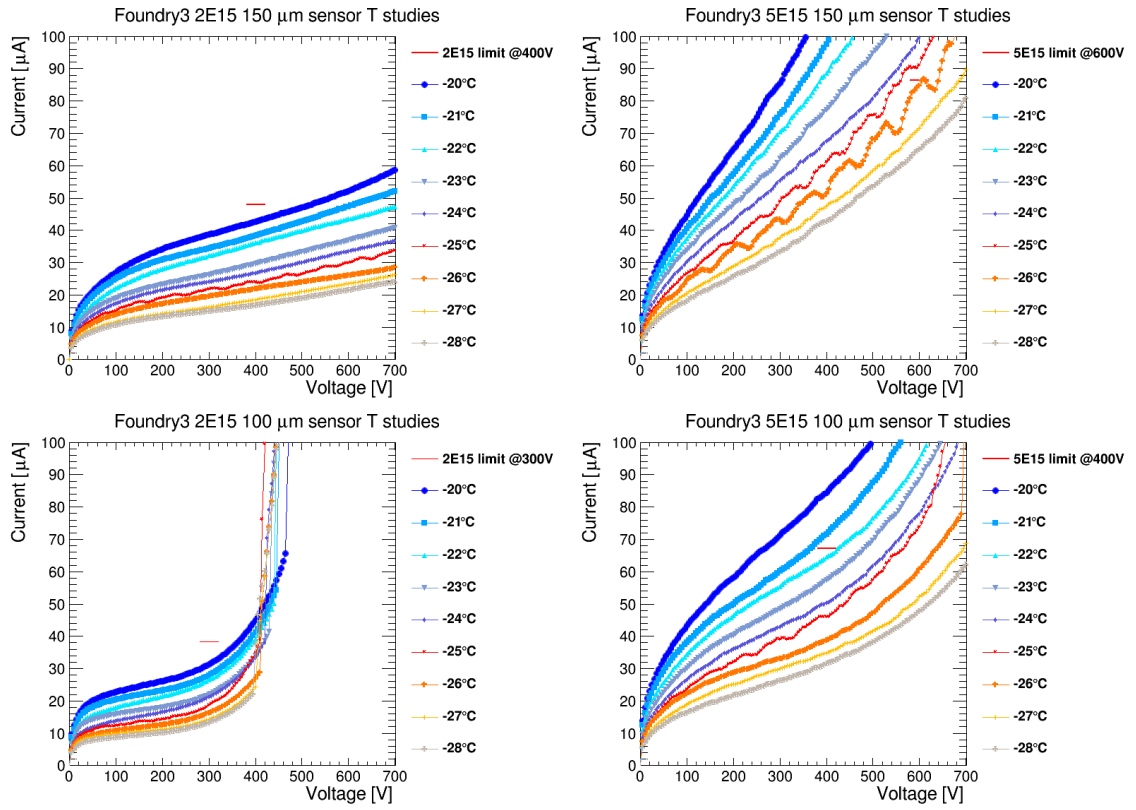 Foundry3 2E15 150 μm sensor T studies
Current [μA]
100
90
80
70
60
50
40
30
20
10
0
0 100 200 300 400 500 600 700
Voltage [V]
2E15 limit @400V
-20°C
-21°C
-22°C
-23°C
-24°C
-25°C
-26°C
-27°C
-28°C
Foundry3 5E15 150 μm sensor T studies
Current [μA]
100
90
80
70
60
50
40
30
20
10
0
0 100 200 300 400 500 600 700
Voltage [V]
5E15 limit @600V
-20°C
-21°C
-22°C
-23°C
-24°C
-25°C
-26°C
-27°C
-28°C
Foundry3 2E15 100 μm sensor T studies
Current [μA]
100
90
80
70
60
50
40
30
20
10
0
0 100 200 300 400 500 600 700
Voltage [V]
2E15 limit @300V
-20°C
-21°C
-22°C
-23°C
-24°C
-25°C
-26°C
-27°C
-28°C
Foundry3 5E15 100 μm sensor T studies
Current [μA]
100
90
80
70
60
50
40
30
20
10
0
0 100 200 300 400 500 600 700
Voltage [V]
5E15 limit @400V
-20°C
-21°C
-22°C
-23°C
-24°C
-25°C
-26°C
-27°C
-28°C